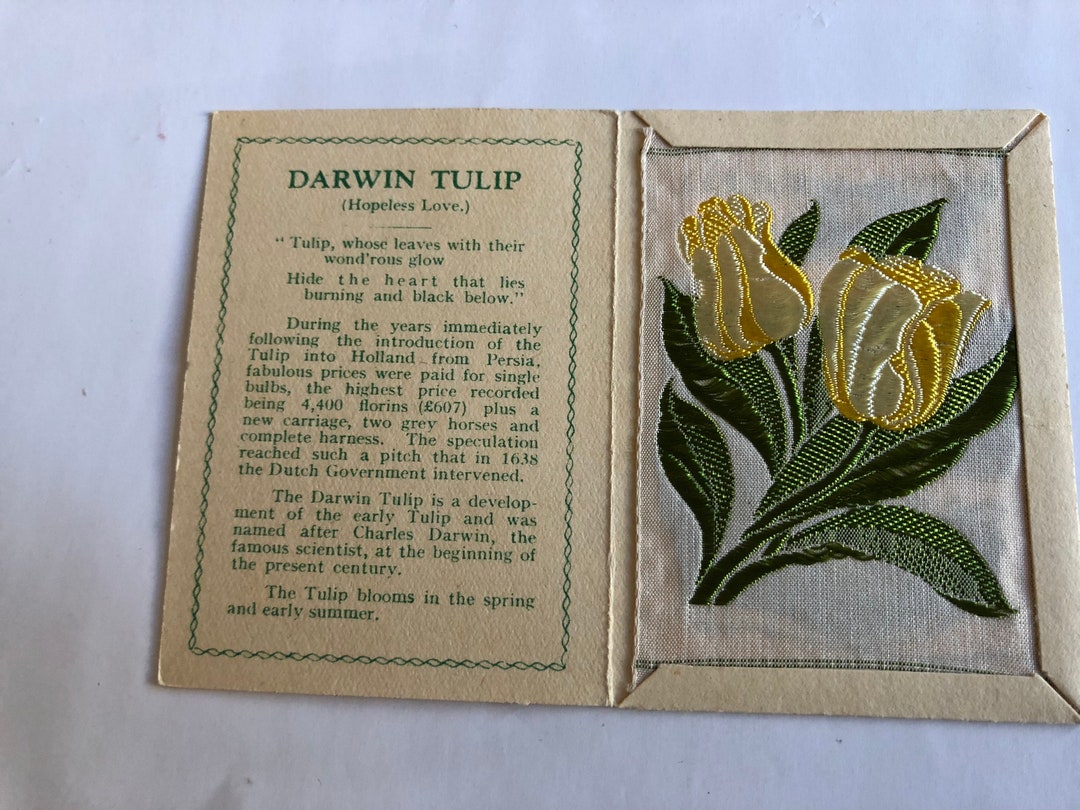 DARWIN TULIP
(Hopeless Love.)
" Tulip, whose leaves with their
wond'rous glow
Hide the heart that lies
burning and black below."
During the years immediately
following the introduction of the
Tulip into Holland from Persia,
fabulous prices were paid for single
bulbs, the highest price recorded
being 4,400 florins (£607) plus a
new carriage, two grey horses and
complete harness. The speculation
reached such a pitch that in 1638
the Dutch Government intervened.
The Darwin Tulip is a develop-
ment of the early Tulip and was
named after Charles Darwin, the
famous scientist, at the beginning of
the present century.
The Tulip blooms in the spring
and early summer.